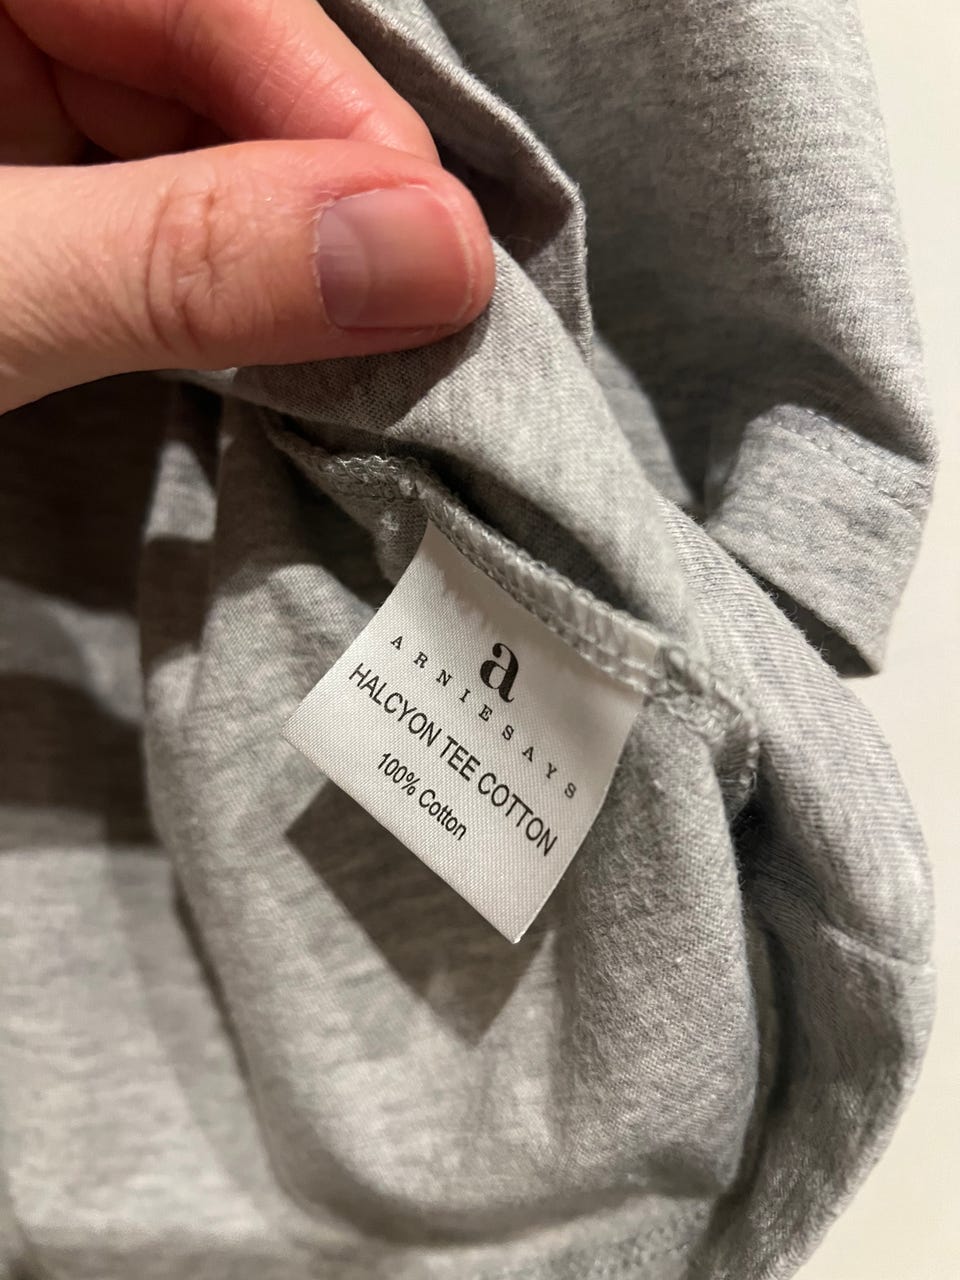 a
ARNIESAYS
HALCYON TEE COTTON
100% Cotton